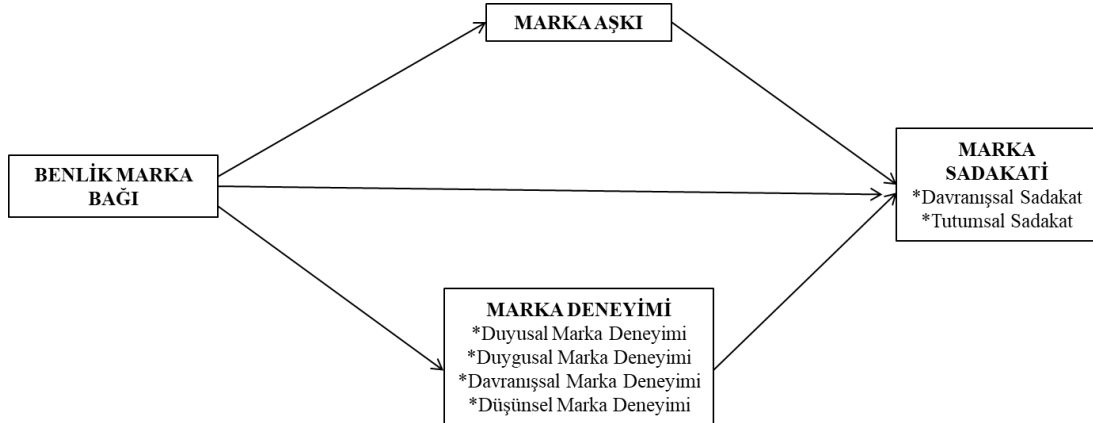 MARKA AŞKI
BENLİK MARKA
BAĞI
MARKA
SADAKATİ
*Davranışsal Sadakat
*Tutumsal Sadakat
MARKA DENEYİMİ
*Duyusal Marka Deneyimi
*Duygusal Marka Deneyimi
*Davranışsal Marka Deneyimi
*Düşünsel Marka Deneyimi